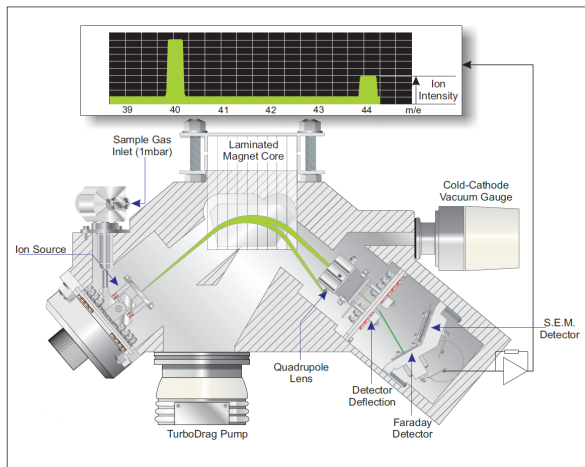 Ion
Intensity
39 40 41 42 43 44 m/e
Sample Gas
Inlet (1mbar)
Laminated
Magnet Core
Cold-Cathode
Vacuum Gauge
Ion Source
S.E.M.
Detector
Quadrupole
Lens
Detector
Deflection
Faraday
Detector
TurboDrag Pump